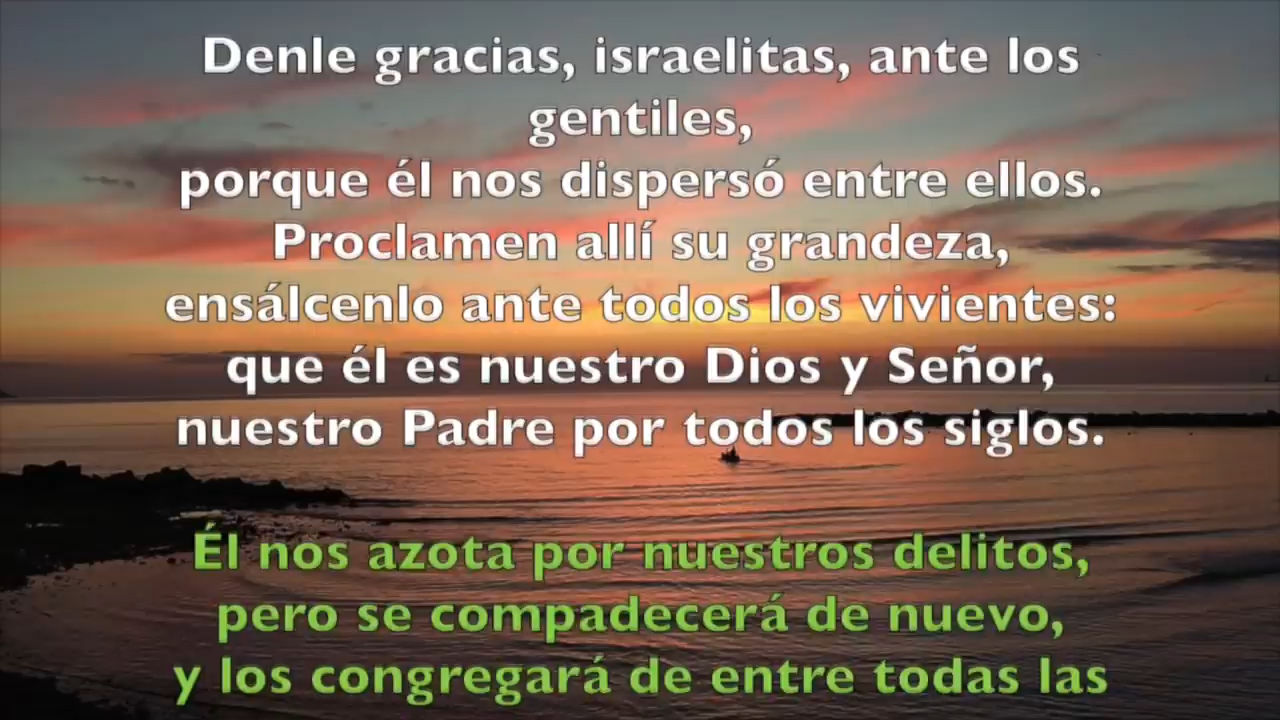 Denle gracias, israelitas, ante los
gentiles,
porque él nos dispersó entre ellos.
Proclamen allí su grandeza,
ensálcenlo ante todos los vivientes:
que él es nuestro Dios y Señor,
nuestro Padre por todos los siglos.
Él nos azota por nuestros delitos,
pero se compadecerá de nuevo,
y los congregará de entre todas las